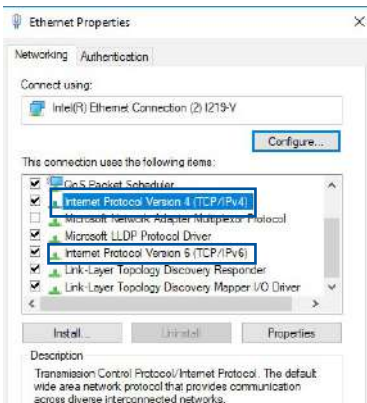 Ethernet Properties
Networking Authentication
Connect using:
Intel(R) Ethernet Connection (2) I219-V
Configure...
This connection uses the following items:
QoS Packet Scheduler
Internet Protocol Version 4 (TCP/IPv4)
Microsoft Network Adapter Multiplexor Protocol
Microsoft LLDP Protocol Driver
Internet Protocol Version 6 (TCP/IPv6)
Link-Layer Topology Discovery Responder
Link-Layer Topology Discovery Mapper I/O Driver
Install... Uninstall Properties
Description
Transmission Control Protocol/Internet Protocol. The default
wide area network protocol that provides communication
across diverse interconnected networks.